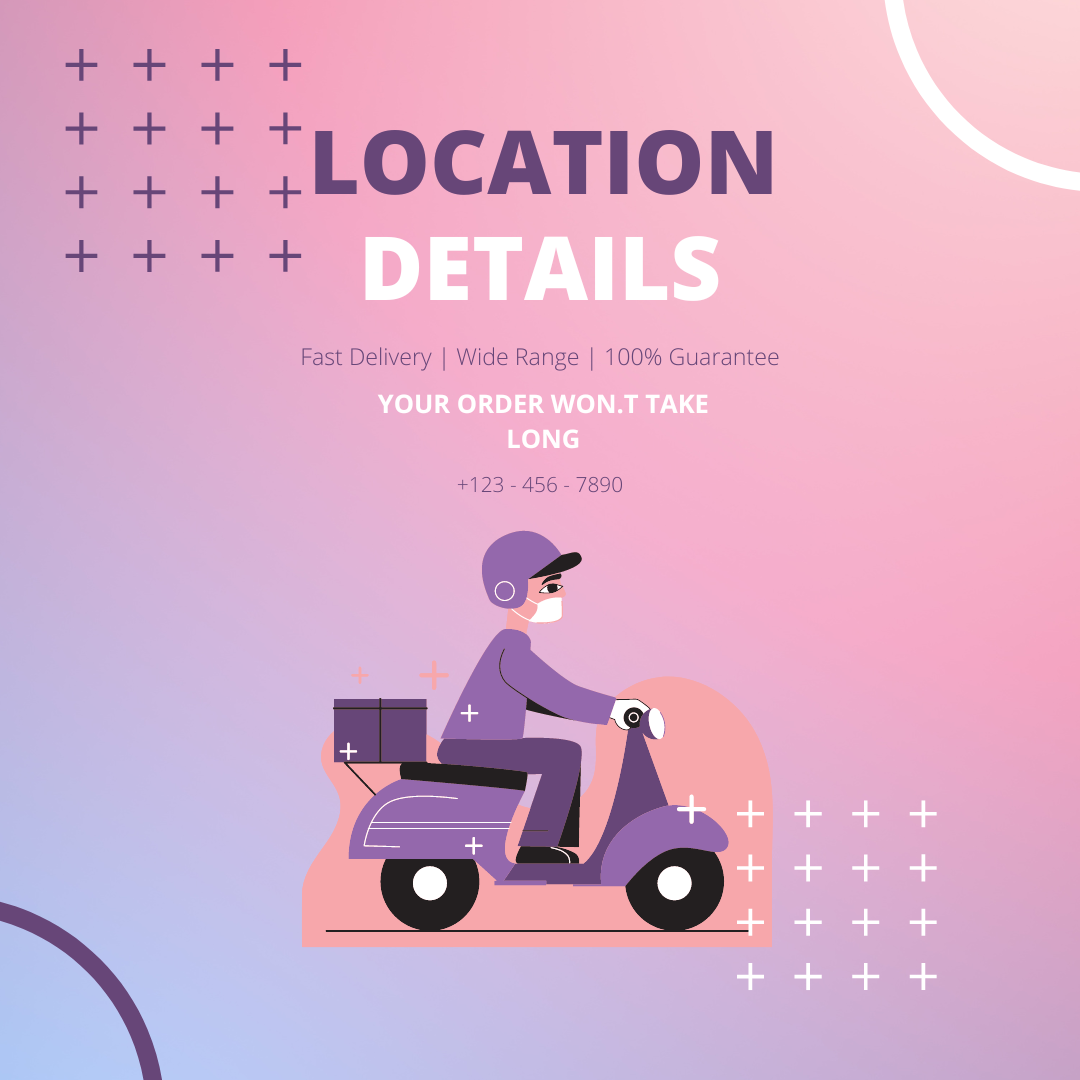 LOCATION
DETAILS
Fast Delivery | Wide Range | 100% Guarantee
YOUR ORDER WON.T TAKE
LONG
+123 - 456 - 7890